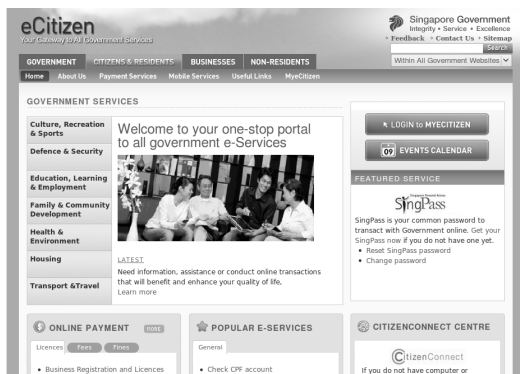 eCitizen
Your Gateway to All Government Services
Singapore Government
Integrity • Service • Excellence
Feedback Contact Us Sitemap
Search
Within All Government Websites
GOVERNMENT CITIZENS & RESIDENTS BUSINESSES NON-RESIDENTS
Home About Us Payment Services Mobile Services Useful Links MyeCitizen
GOVERNMENT SERVICES
Culture, Recreation
& Sports
Defence & Security
Education, Learning
& Employment
Family & Community
Development
Health &
Environment
Housing
Transport &Travel
Welcome to your one-stop portal
to all government e-Services
LATEST
Need information, assistance or conduct online transactions
that will benefit and enhance your quality of life.
Learn more
LOGIN to MYECITIZEN
09 EVENTS CALENDAR
FEATURED SERVICE
SingPass
SingPass is your common password to
transact with Government online. Get your
SingPass now if you do not have one yet.
• Reset SingPass password
• Change password
ONLINE PAYMENT MORE
Licences Fees Fines
• Business Registration and Licences
POPULAR E-SERVICES
General
• Check CPF account
CITIZENCONNECT CENTRE
CitizenConnect
If you do not have computer or